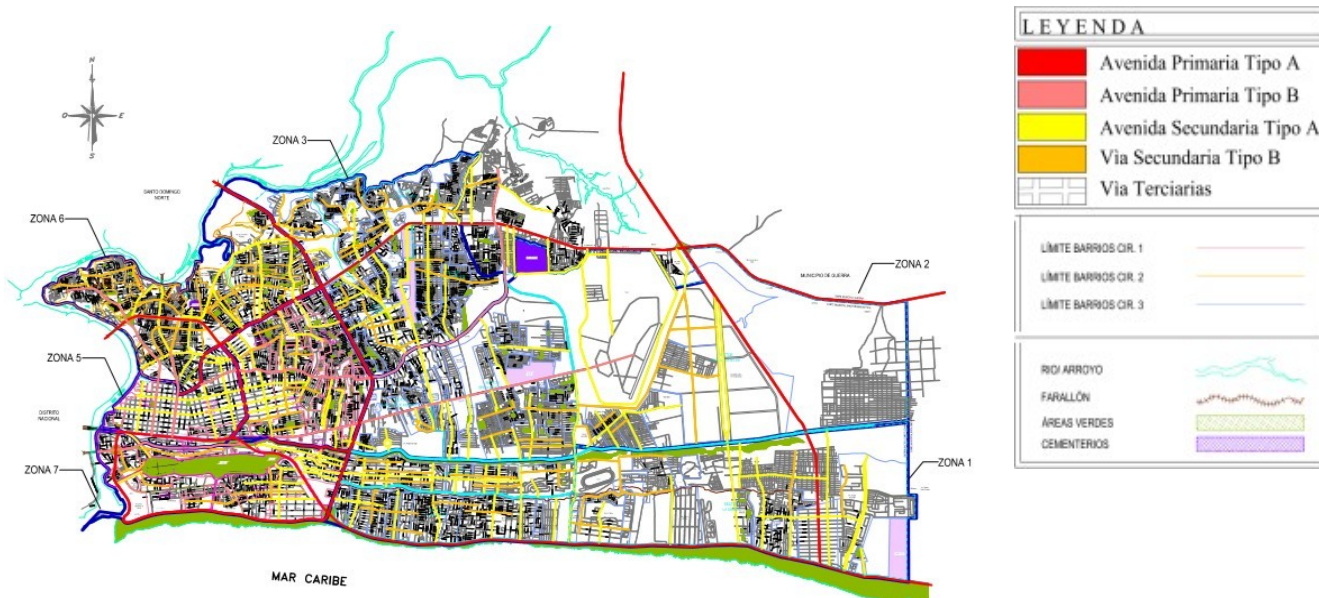 N
O
E
S
ZONA 3
SANTO DOMINGO
NORTE
ZONA 6
MUNICIPIO DE GUERRA
ZONA 2
ZONA 5
DISTRITO
NACIONAL
ZONA 7
ZONA 1
MAR CARIBE
LEYENDA
Avenida Primaria Tipo A
Avenida Primaria Tipo B
Avenida Secundaria Tipo A
Vìa Secundaria Tipo B
Vìa Terciarias
LÍMITE BARRIOS CIR. 1
LÍMITE BARRIOS CIR. 2
LÍMITE BARRIOS CIR. 3
RIO/ ARROYO
FARALLÓN
ÁREAS VERDES
CEMENTERIOS